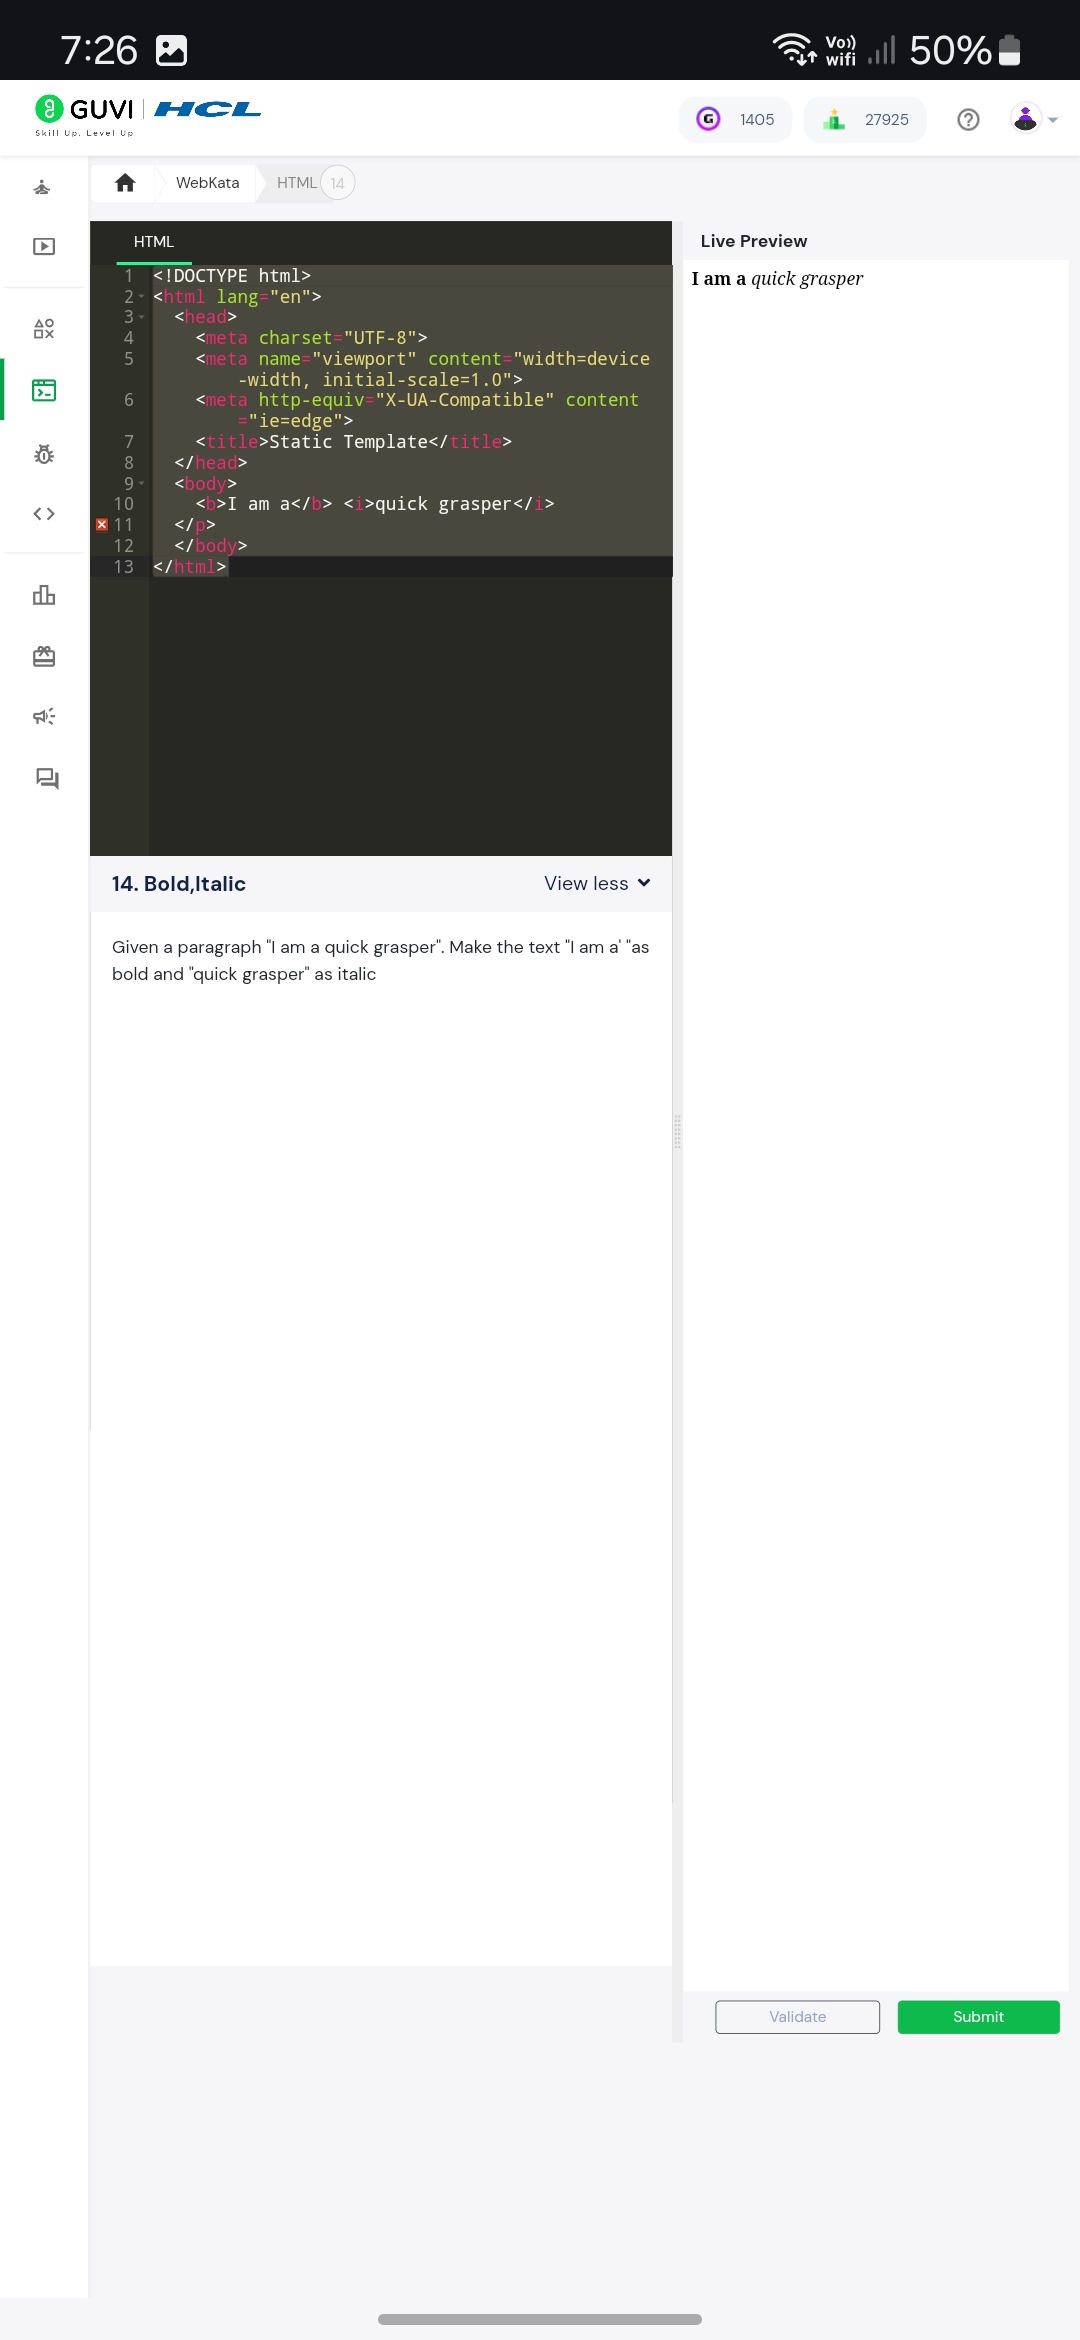 7:26 Vo)) wifi 50%
GUVI HCL
Skill Up. Level Up
G 1405 27925
WebKata HTML 14
HTML
1 <!DOCTYPE html>
2 <html lang="en">
3 <head>
4 <meta charset="UTF-8">
5 <meta name="viewport" content="width=device
-width, initial-scale=1.0">
6 <meta http-equiv="X-UA-Compatible" content
="ie=edge">
7 <title>Static Template</title>
8 </head>
9 <body>
10 <b>I am a</b> <i>quick grasper</i>
11 </p>
12 </body>
13 </html>
Live Preview
I am a quick grasper
14. Bold,Italic View less
Given a paragraph "I am a quick grasper". Make the text "I am a' "as
bold and "quick grasper" as italic
Validate Submit